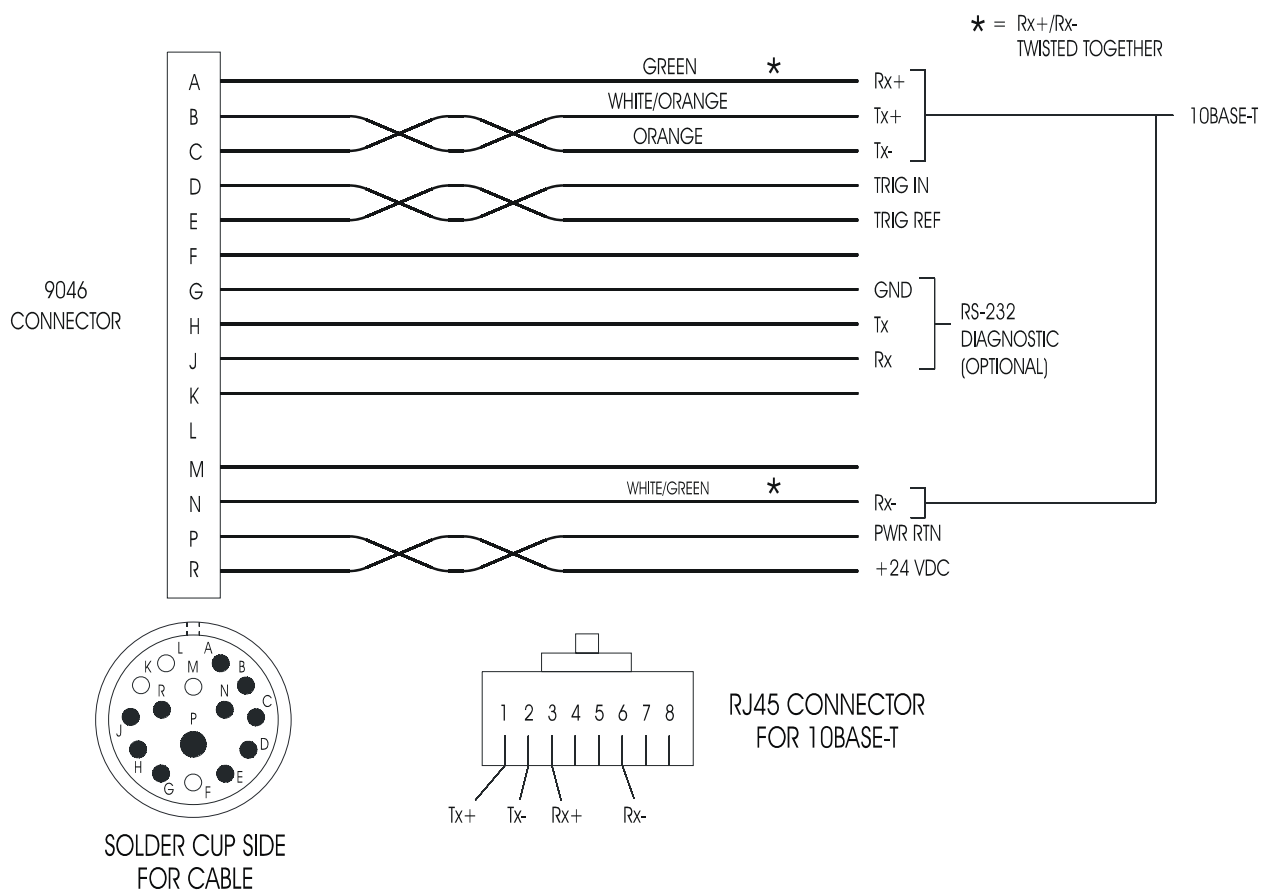 * = Rx+/Rx-
TWISTED TOGETHER
9046
CONNECTOR
A
GREEN *
Rx+
B
WHITE/ORANGE
Tx+
10BASE-T
C
ORANGE
Tx-
D
TRIG IN
E
TRIG REF
F
G
GND
H
Tx
J
Rx
RS-232
DIAGNOSTIC
(OPTIONAL)
K
L
M
N
WHITE/GREEN *
Rx-
P
PWR RTN
R
+24 VDC
L A
K M B
R N C
P
J D
H E
G F
SOLDER CUP SIDE
FOR CABLE
1 2 3 4 5 6 7 8
Tx+ Tx- Rx+ Rx-
RJ45 CONNECTOR
FOR 10BASE-T